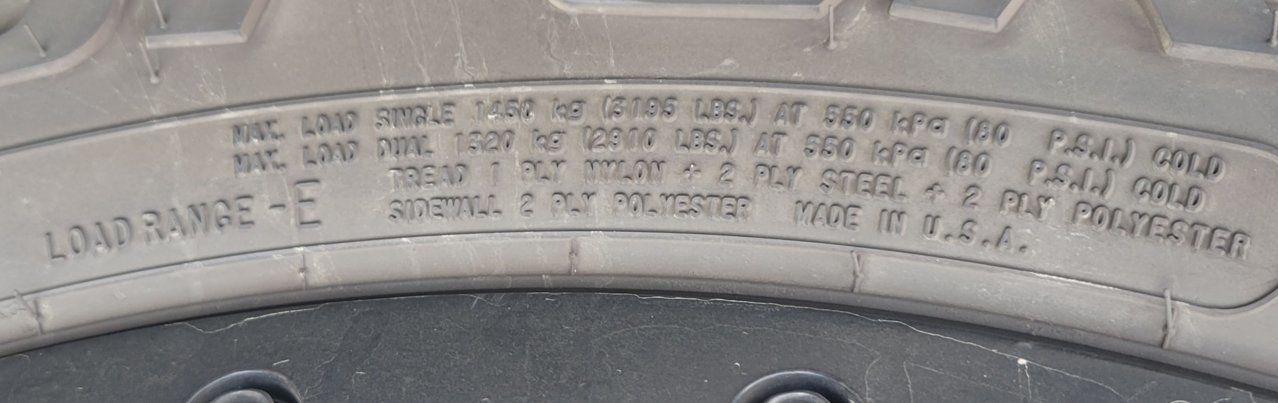 MAX. LOAD SINGLE 1450 kg (3195 LBS.) AT 550 kPa (80 P.S.I.) COLD
MAX. LOAD DUAL 1320 kg (2910 LBS.) AT 550 kPa (80 P.S.I.) COLD
TREAD 1 PLY NYLON + 2 PLY STEEL + 2 PLY POLYESTER
SIDEWALL 2 PLY POLYESTER MADE IN U.S.A.
LOAD RANGE - E